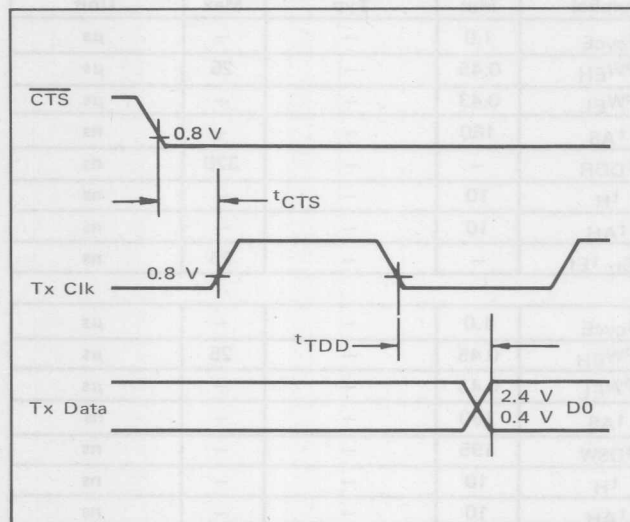 CTS
0.8 V
tCTS
0.8 V
Tx Clk
tTDD
Tx Data
2.4 V
0.4 V
D0